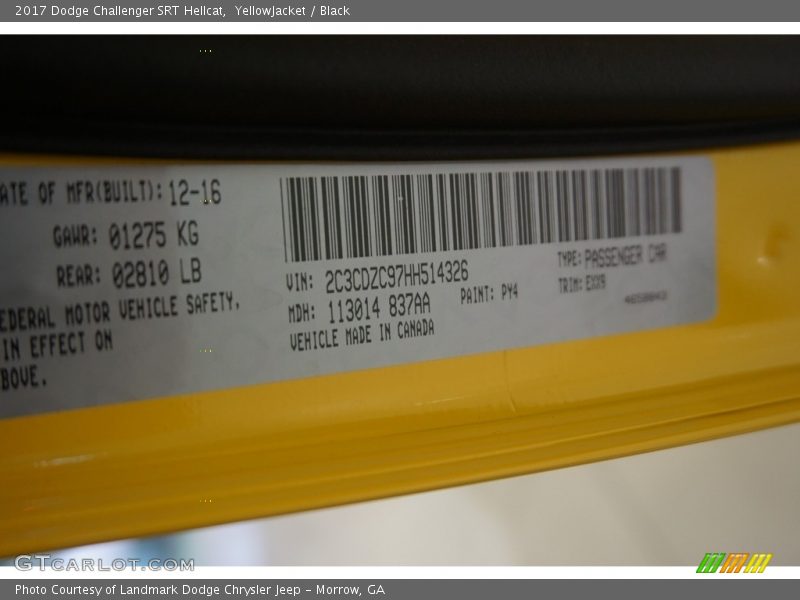 2017 Dodge Challenger SRT Hellcat, YellowJacket / Black
ATE OF MFR(BUILT): 12-16
GAWR: 01275 KG
REAR: 02810 LB
EDERAL MOTOR VEHICLE SAFETY,
IN EFFECT ON
BOVE.
VIN: 2C3CDZC97HH514326
MDH: 113014 837AA
PAINT: PY4
VEHICLE MADE IN CANADA
TYPE: PASSENGER CAR
TRIM: EXX9
GTCARLOT.COM
Photo Courtesy of Landmark Dodge Chrysler Jeep – Morrow, GA